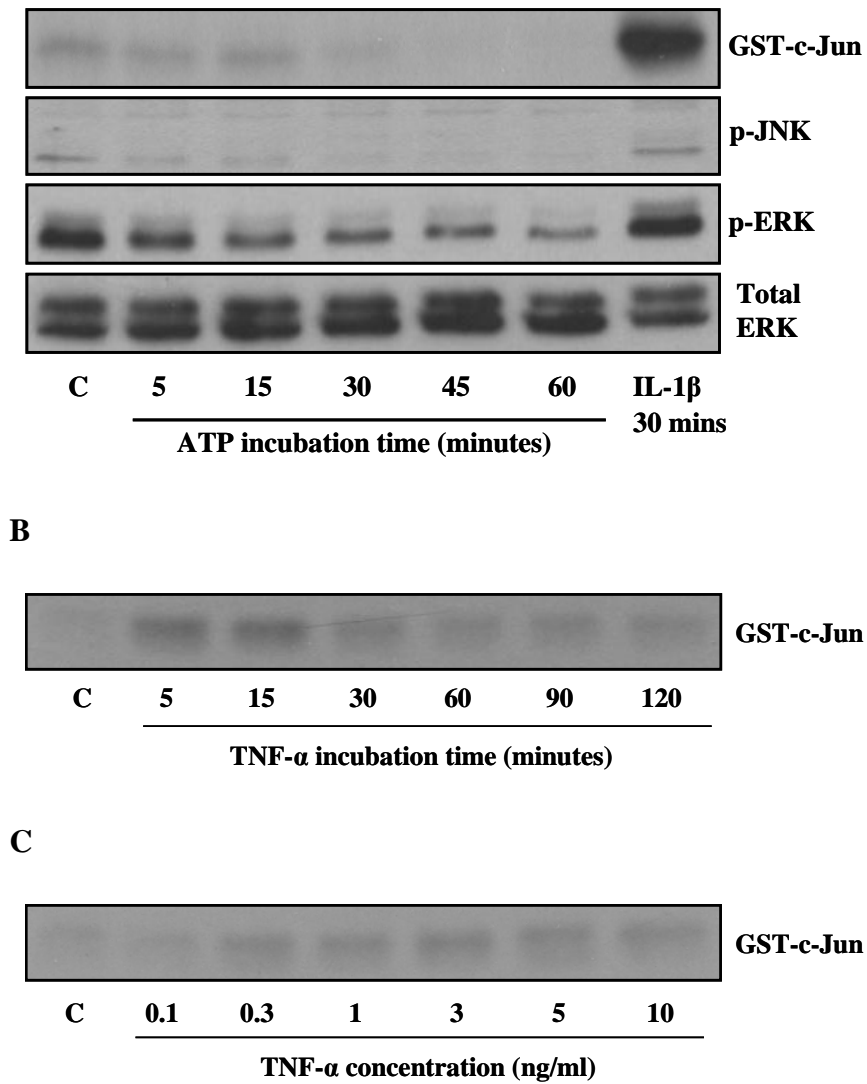 GST-c-Jun
p-JNK
p-ERK
Total
ERK
C 5 15 30 45 60 IL-1β
30 mins
ATP incubation time (minutes)
B
GST-c-Jun
C 5 15 30 60 90 120
TNF-α incubation time (minutes)
C
GST-c-Jun
C 0.1 0.3 1 3 5 10
TNF-α concentration (ng/ml)